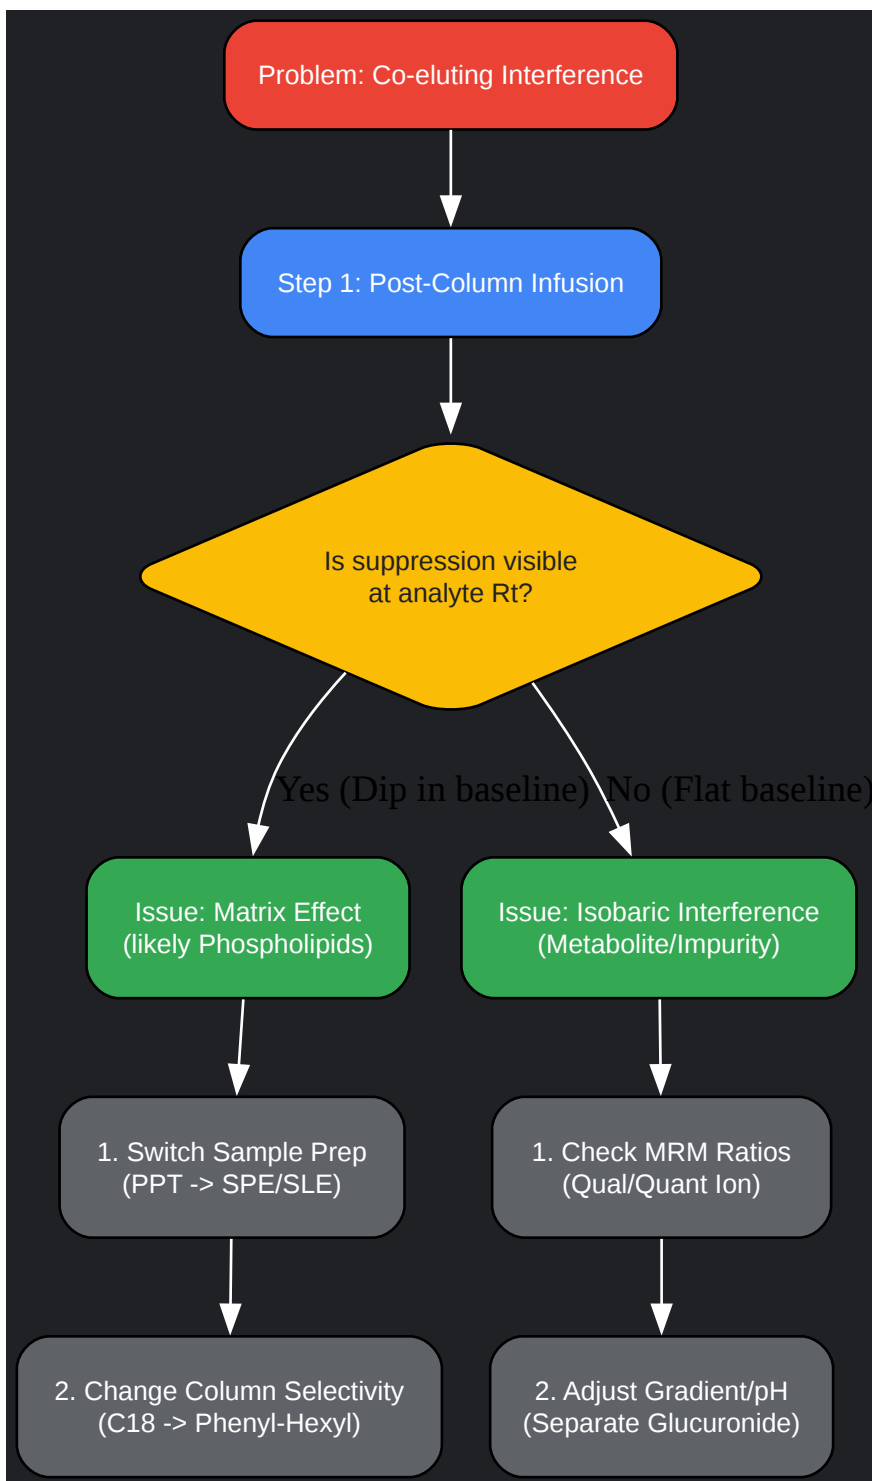 Problem: Co-eluting Interference
Step 1: Post-Column Infusion
Is suppression visible
at analyte Rt?
Yes (Dip in baseline)
No (Flat baseline)
Issue: Matrix Effect
(likely Phospholipids)
Issue: Isobaric Interference
(Metabolite/Impurity)
1. Switch Sample Prep
(PPT -> SPE/SLE)
1. Check MRM Ratios
(Qual/Quant Ion)
2. Change Column Selectivity
(C18 -> Phenyl-Hexyl)
2. Adjust Gradient/pH
(Separate Glucuronide)